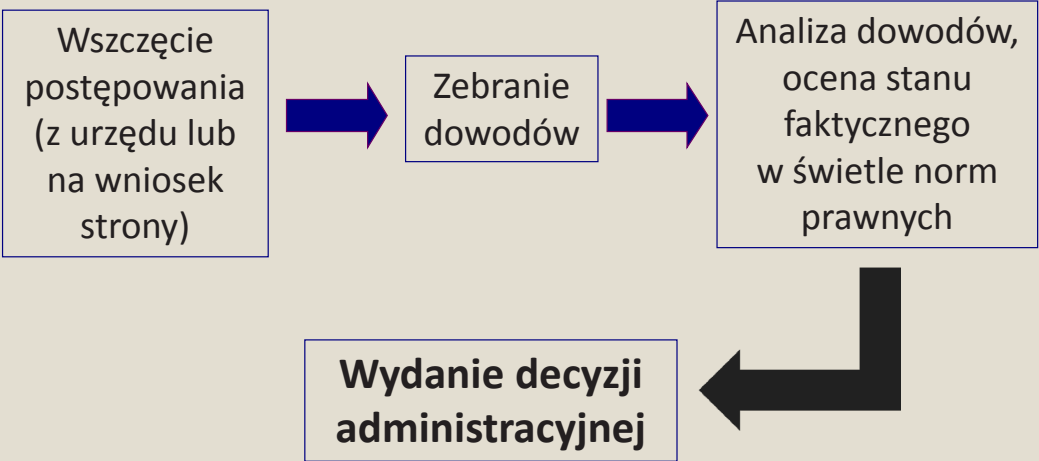 Wszczęcie
postępowania
(z urzędu lub
na wniosek
strony)
Zebranie
dowodów
Analiza dowodów,
ocena stanu
faktycznego
w świetle norm
prawnych
Wydanie decyzji
administracyjnej